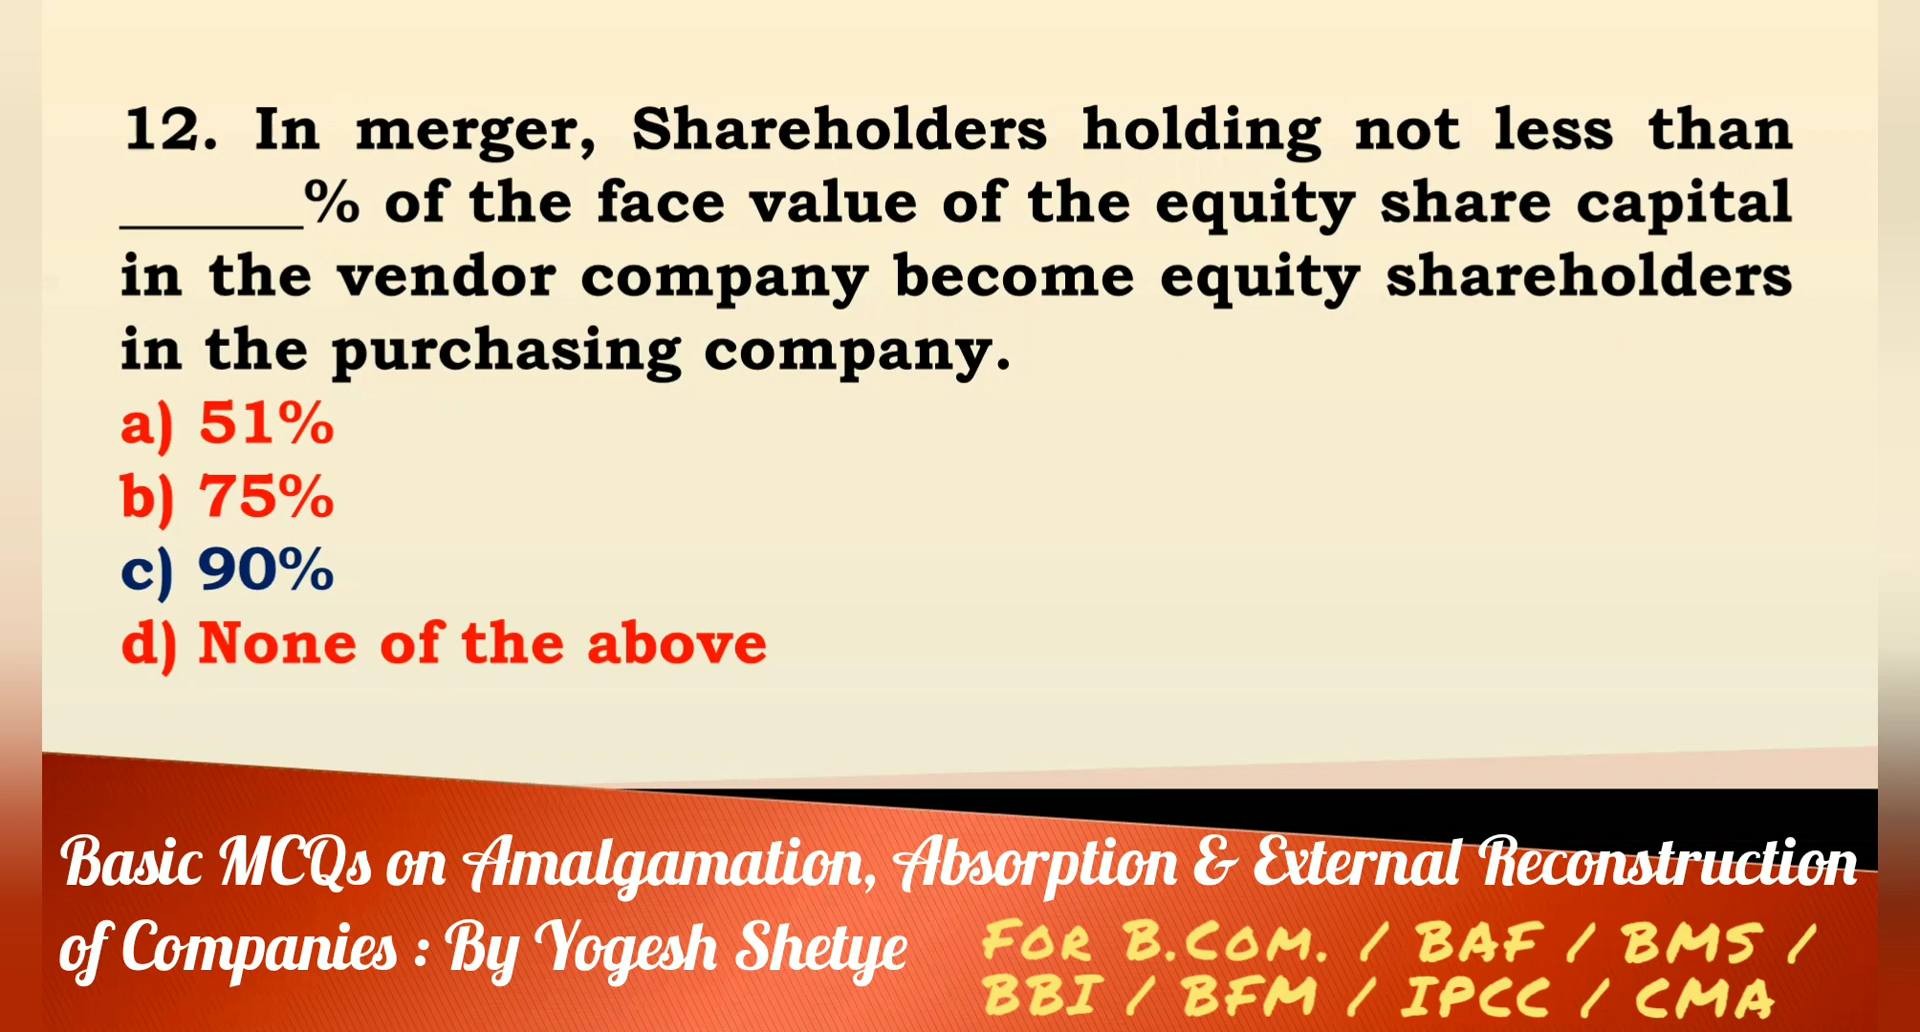 12. In merger, Shareholders holding not less than
______% of the face value of the equity share capital
in the vendor company become equity shareholders
in the purchasing company.
a) 51%
b) 75%
c) 90%
d) None of the above
Basic MCQs on Amalgamation, Absorption & External Reconstruction
of Companies : By Yogesh Shetye
FOR B.COM. / BAF / BMS /
BBI / BFM / IPCC / CMA